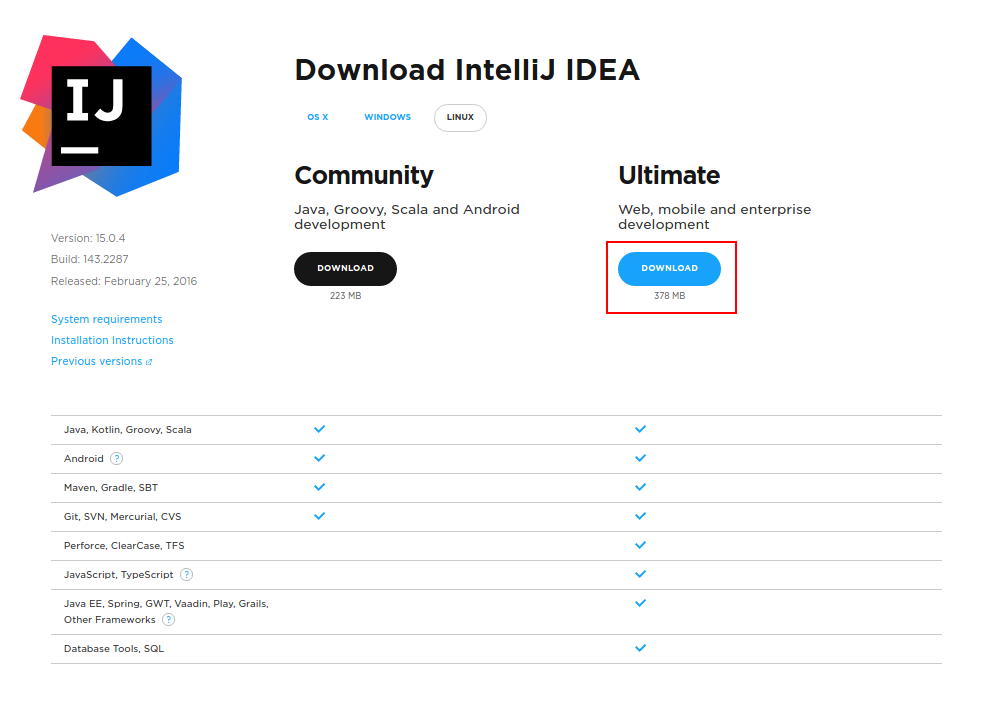 IJ
Download IntelliJ IDEA
OS X WINDOWS LINUX
Community
Java, Groovy, Scala and Android
development
DOWNLOAD
223 MB
Ultimate
Web, mobile and enterprise
development
DOWNLOAD
378 MB
Version: 15.0.4
Build: 143.2287
Released: February 25, 2016
System requirements
Installation Instructions
Previous versions
Java, Kotlin, Groovy, Scala
Android ?
Maven, Gradle, SBT
Git, SVN, Mercurial, CVS
Perforce, ClearCase, TFS
JavaScript, TypeScript ?
Java EE, Spring, GWT, Vaadin, Play, Grails,
Other Frameworks ?
Database Tools, SQL